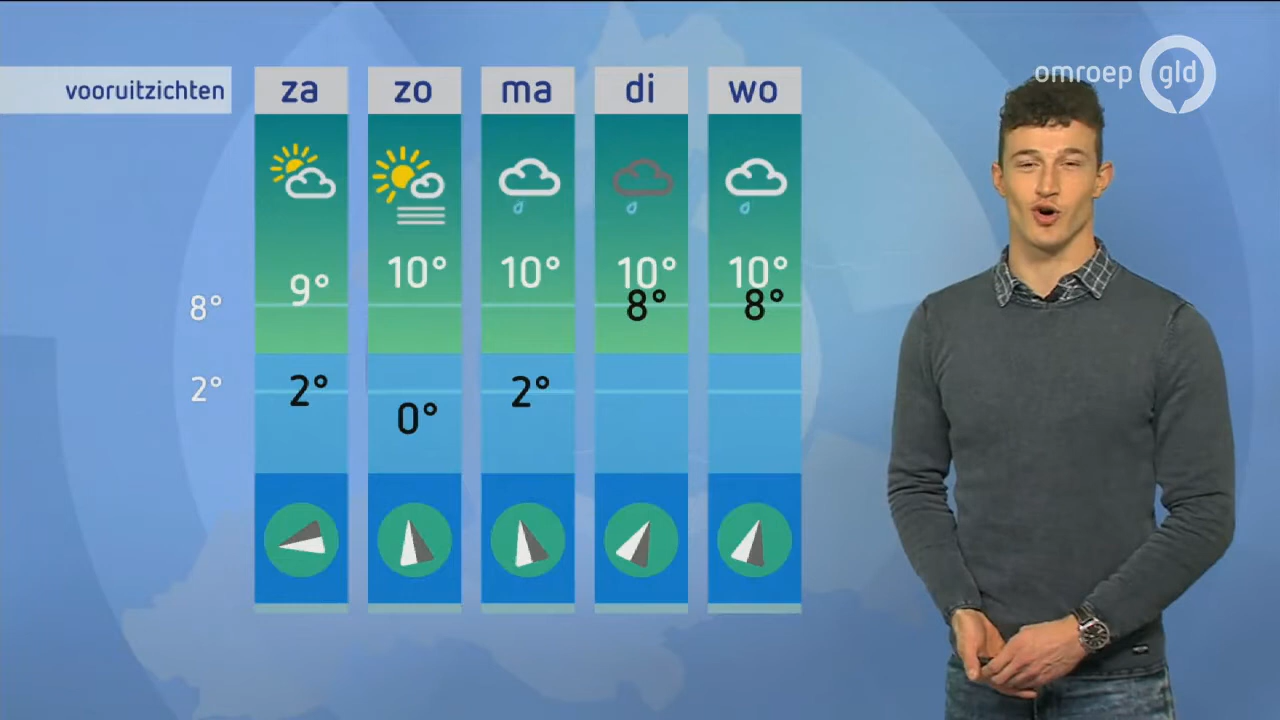 omroep gld
vooruitzichten za zo ma di wo
9° 10° 10° 10° 10°
8° 8° 8°
2° 2° 0° 2°